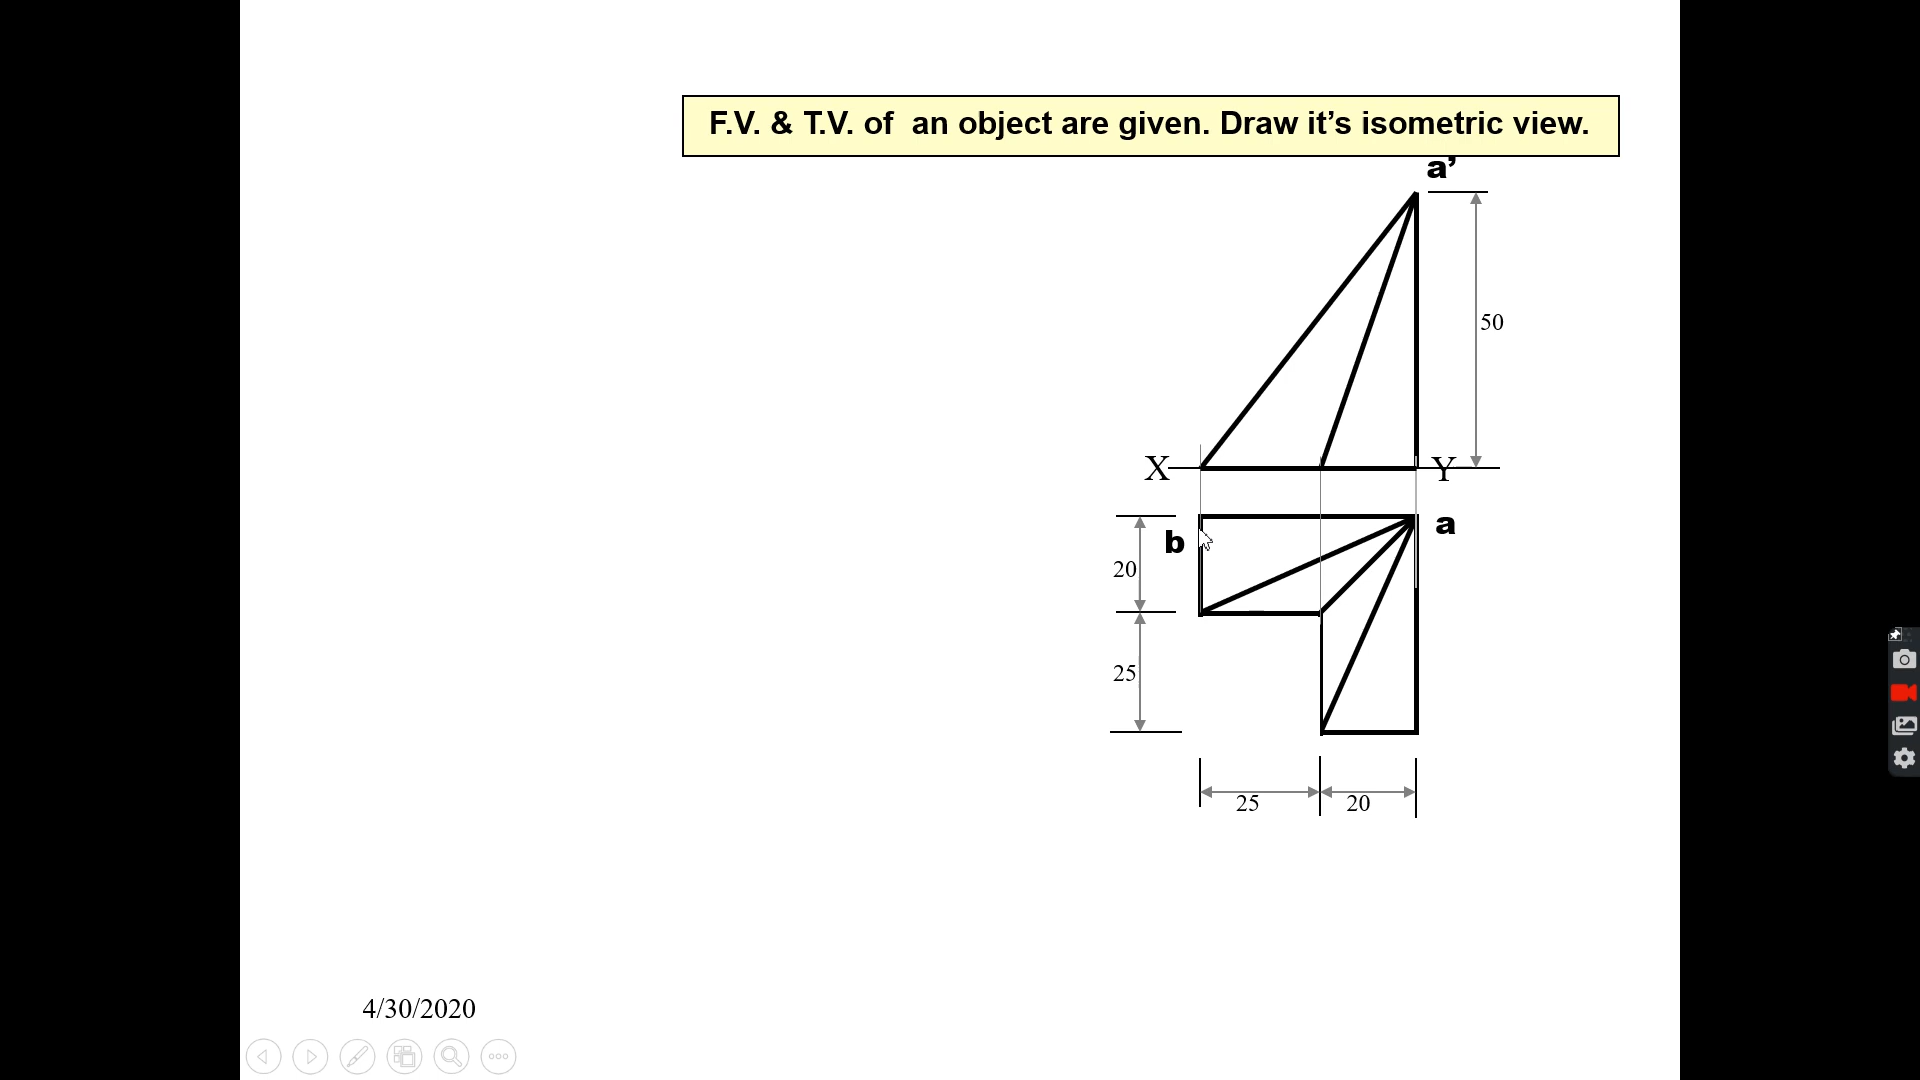 F.V. & T.V. of an object are given. Draw it’s isometric view.
a’
50
X
Y
a
b
20
25
25
20
4/30/2020